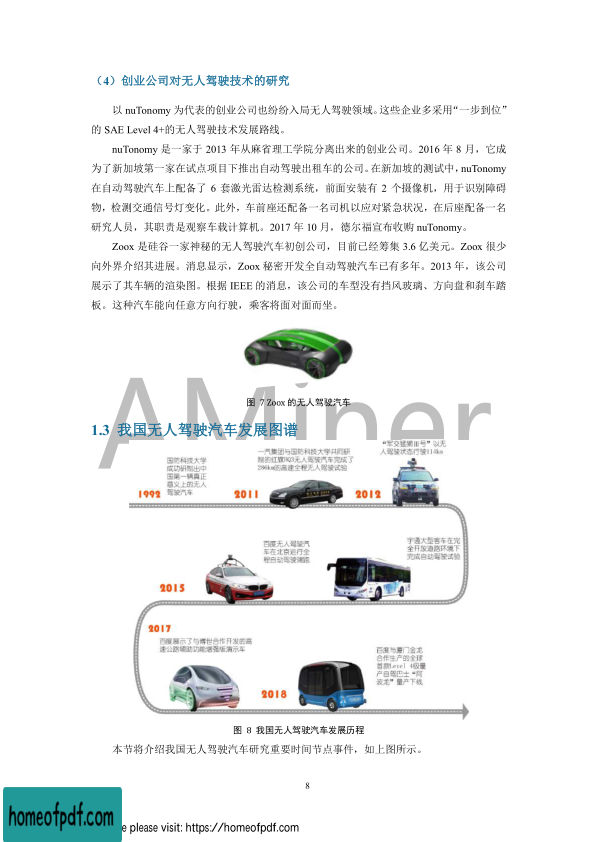 （4）创业公司对无人驾驶技术的研究
以 nuTonomy 为代表的创业公司也纷纷入局无人驾驶领域。这些企业多采用“一步到位”
的 SAE Level 4+的无人驾驶技术发展路线。
nuTonomy 是一家于 2013 年从麻省理工学院分离出来的创业公司。2016 年 8 月，它成
为了新加坡第一家在试点项目下推出自动驾驶出租车的公司。在新加坡的测试中，nuTonomy
在自动驾驶汽车上配备了 6 套激光雷达检测系统，前面安装有 2 个摄像机，用于识别障碍
物，检测交通信号灯变化。此外，车前座还配备一名司机以应对紧急状况，在后座配备一名
研究人员，其职责是观察车载计算机。2017 年 10 月，德尔福宣布收购 nuTonomy。
Zoox 是硅谷一家神秘的无人驾驶汽车初创公司，目前已经筹集 3.6 亿美元。Zoox 很少
向外界介绍其进展。消息显示，Zoox 秘密开发全自动驾驶汽车已有多年。2013 年，该公司
展示了其车辆的渲染图。根据 IEEE 的消息，该公司的车型没有挡风玻璃、方向盘和刹车踏
板。这种汽车能向任意方向行驶，乘客将面对面而坐。
图 7 Zoox 的无人驾驶汽车
AMiner
1.3 我国无人驾驶汽车发展图谱
1992
国防科技大学
成功研制出中
国第一辆真正
意义上的无人
驾驶汽车
2011
一汽集团与国防科技大学共同研
制的红旗HQ3无人驾驶汽车完成了
286km的高速全程无人驾驶试验
2012
“军交猛狮Ⅲ号”以无
人驾驶状态行驶114km
2015
百度无人驾驶汽
车在北京进行全
程自动驾驶测跑
宇通大型客车在完
全开放道路环境下
完成自动驾驶试验
2017
百度展示了与博世合作开发的高
速公路辅助功能增强版演示车
2018
百度与厦门金龙
合作生产的全球
首款Level 4级量
产自驾巴士“阿
波龙”量产下线
图 8 我国无人驾驶汽车发展历程
本节将介绍我国无人驾驶汽车研究重要时间节点事件，如上图所示。
8
homeofpdf.com
e please visit: https://homeofpdf.com